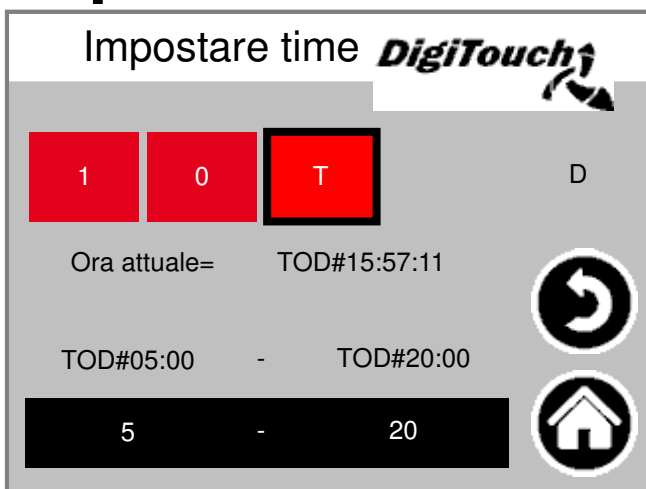 Impostare time DigiTouch
1 0 T D
Ora attuale= TOD#15:57:11
TOD#05:00 - TOD#20:00
5 - 20